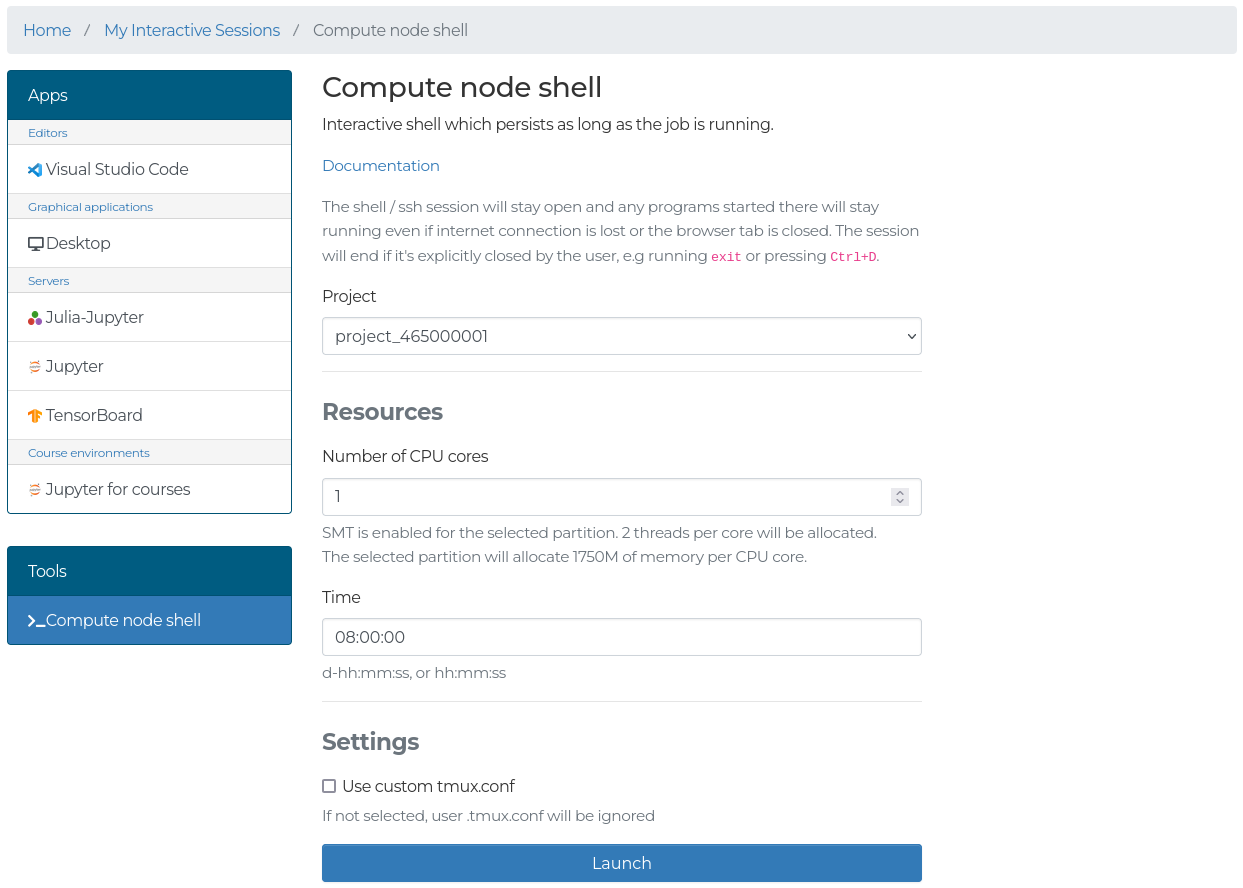 Home / My Interactive Sessions / Compute node shell
Apps
Editors
Visual Studio Code
Graphical applications
Desktop
Servers
Julia-Jupyter
Jupyter
TensorBoard
Course environments
Jupyter for courses
Tools
Compute node shell
Compute node shell
Interactive shell which persists as long as the job is running.
Documentation
The shell / ssh session will stay open and any programs started there will stay
running even if internet connection is lost or the browser tab is closed. The session
will end if it's explicitly closed by the user, e.g running exit or pressing Ctrl+D.
Project
project_465000001
Resources
Number of CPU cores
1
SMT is enabled for the selected partition. 2 threads per core will be allocated.
The selected partition will allocate 1750M of memory per CPU core.
Time
08:00:00
d-hh:mm:ss, or hh:mm:ss
Settings
Use custom tmux.conf
If not selected, user .tmux.conf will be ignored
Launch